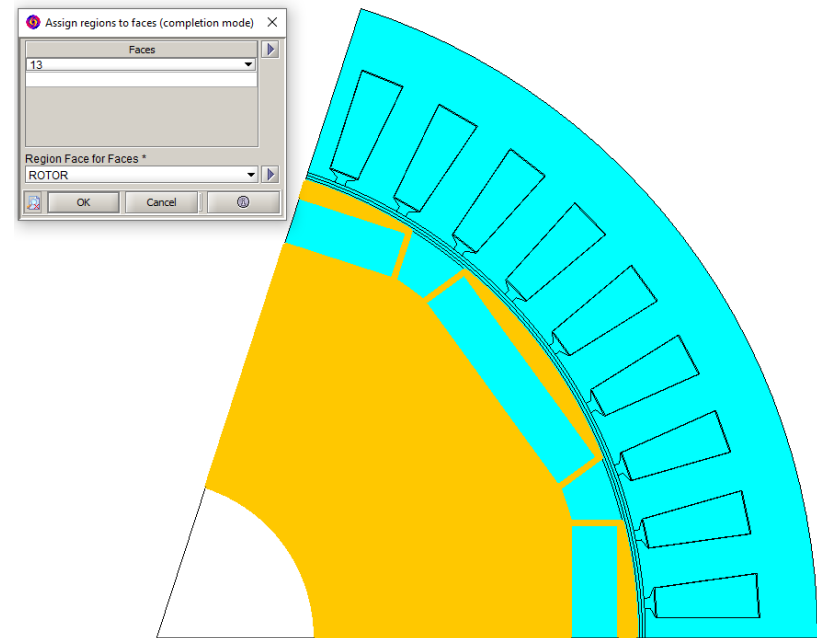 Assign regions to faces (completion mode)
Faces
13
Region Face for Faces *
ROTOR
OK
Cancel